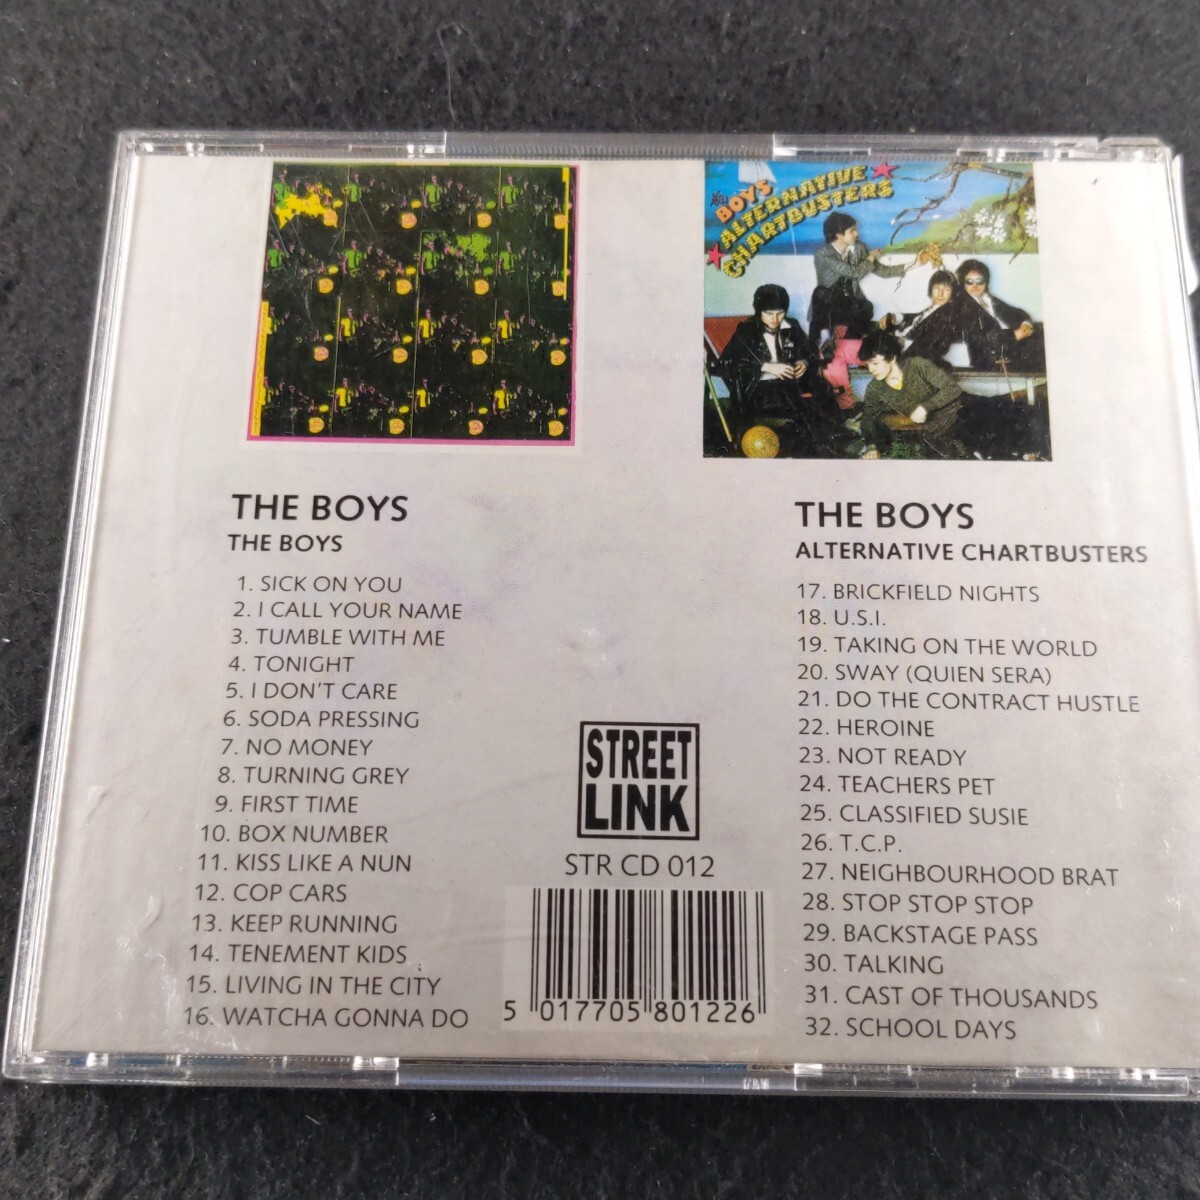 THE BOYS
THE BOYS
1. SICK ON YOU
2. I CALL YOUR NAME
3. TUMBLE WITH ME
4. TONIGHT
5. I DON'T CARE
6. SODA PRESSING
7. NO MONEY
8. TURNING GREY
9. FIRST TIME
10. BOX NUMBER
11. KISS LIKE A NUN
12. COP CARS
13. KEEP RUNNING
14. TENEMENT KIDS
15. LIVING IN THE CITY
16. WATCHA GONNA DO
STREET
LINK
STR CD 012
5 017705 801226
BOYS
ALTERNATIVE
CHARTBUSTERS
THE BOYS
ALTERNATIVE CHARTBUSTERS
17. BRICKFIELD NIGHTS
18. U.S.I.
19. TAKING ON THE WORLD
20. SWAY (QUIEN SERA)
21. DO THE CONTRACT HUSTLE
22. HEROINE
23. NOT READY
24. TEACHERS PET
25. CLASSIFIED SUSIE
26. T.C.P.
27. NEIGHBOURHOOD BRAT
28. STOP STOP STOP
29. BACKSTAGE PASS
30. TALKING
31. CAST OF THOUSANDS
32. SCHOOL DAYS